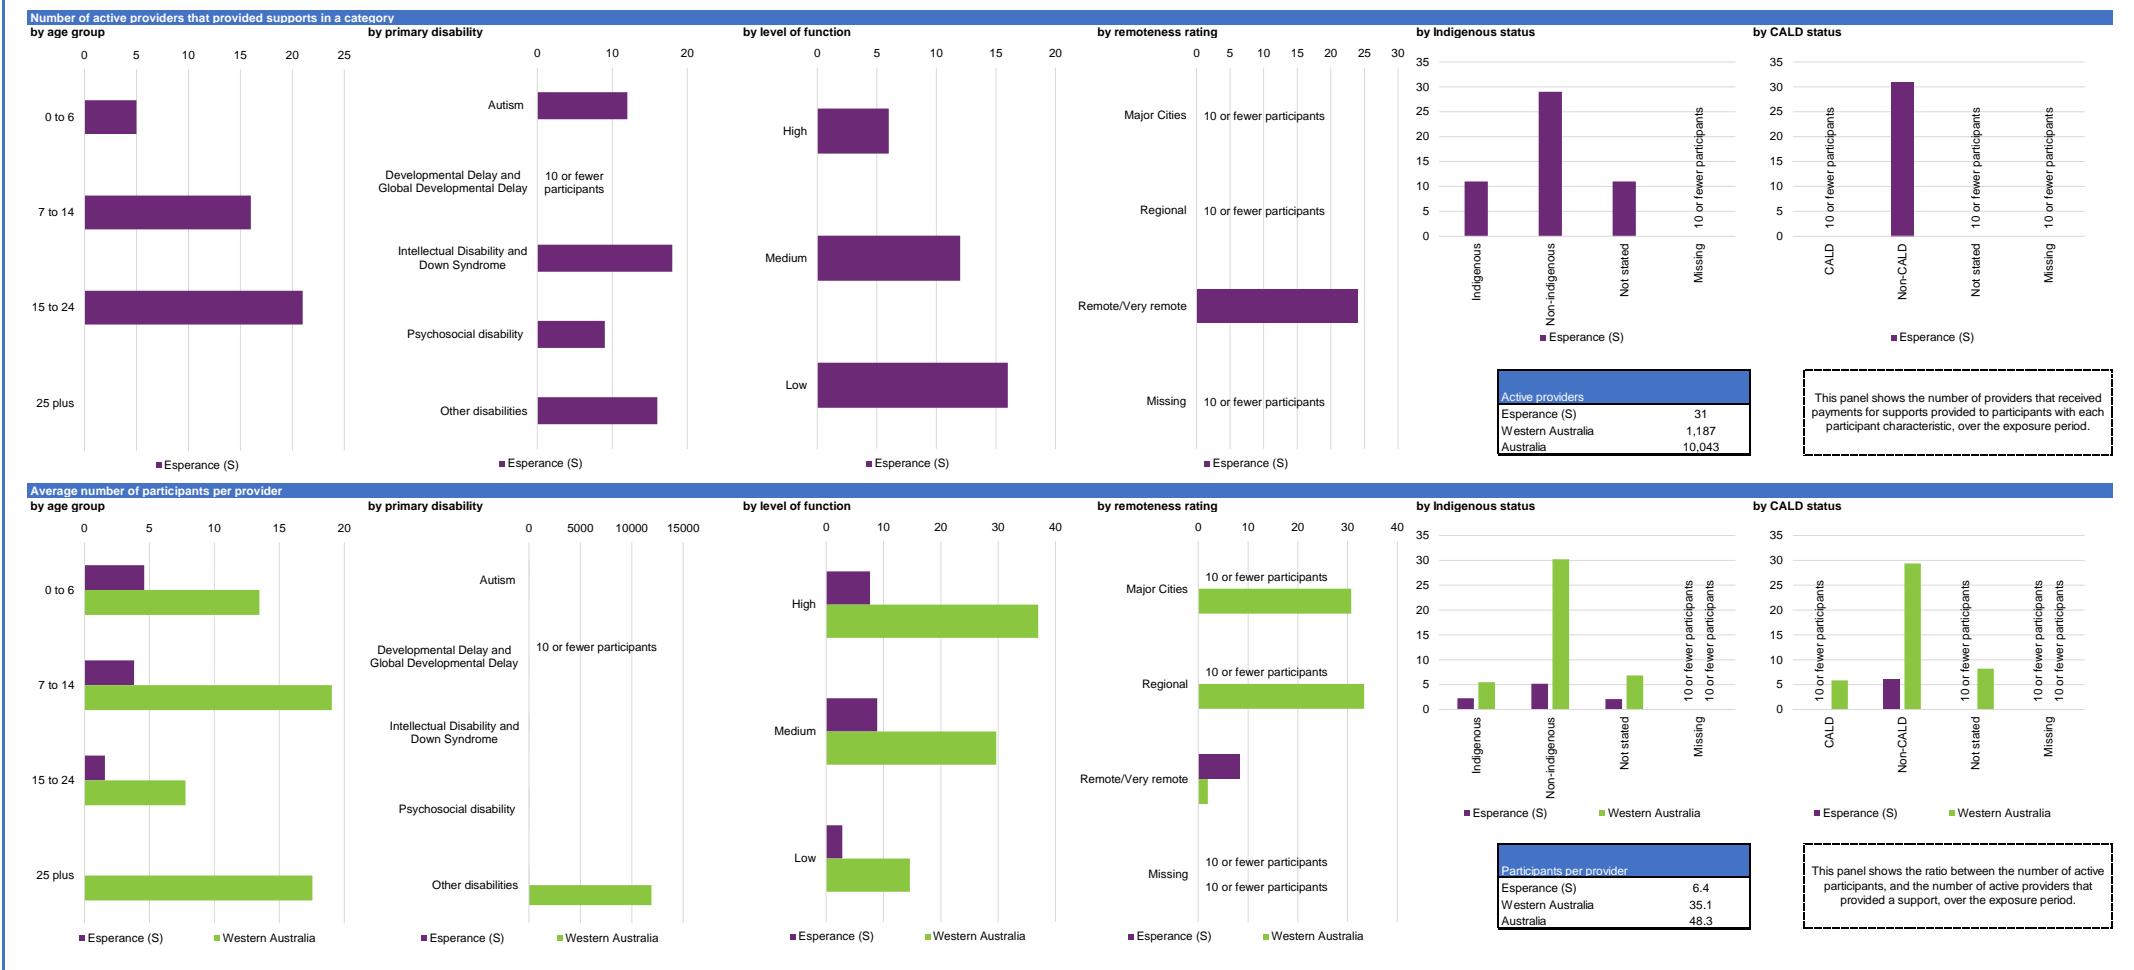 Number of active providers that provided supports in a category
by age group
0 5 10 15 20 25
0 to 6
7 to 14
15 to 24
25 plus
Esperance (S)
by primary disability
0 10 20
Autism
Developmental Delay and
Global Developmental Delay
10 or fewer
participants
Intellectual Disability and
Down Syndrome
Psychosocial disability
Other disabilities
Esperance (S)
by level of function
0 5 10 15 20
High
Medium
Low
Esperance (S)
by remoteness rating
0 5 10 15 20 25 30
Major Cities 10 or fewer participants
Regional 10 or fewer participants
Remote/Very remote
Missing 10 or fewer participants
Esperance (S)
by Indigenous status
35
30
25
20
15
10
5
0
10 or fewer participants
Indigenous
Non-indigenous
Not stated
Missing
Esperance (S)
by CALD status
35
30
25
20
15
10
5
0
10 or fewer participants
10 or fewer participants
10 or fewer participants
CALD
Non-CALD
Not stated
Missing
Esperance (S)
Active providers
Esperance (S) 31
Western Australia 1,187
Australia 10,043
This panel shows the number of providers that received
payments for supports provided to participants with each
participant characteristic, over the exposure period.
Average number of participants per provider
by age group
0 5 10 15 20
0 to 6
7 to 14
15 to 24
25 plus
Esperance (S) Western Australia
by primary disability
0 5000 10000 15000
Autism
Developmental Delay and
Global Developmental Delay
10 or fewer participants
Intellectual Disability and
Down Syndrome
Psychosocial disability
Other disabilities
Esperance (S) Western Australia
by level of function
0 10 20 30 40
High
Medium
Low
Esperance (S) Western Australia
by remoteness rating
0 10 20 30 40
10 or fewer participants
Major Cities
10 or fewer participants
Regional
Remote/Very remote
10 or fewer participants
Missing
10 or fewer participants
Esperance (S) Western Australia
by Indigenous status
35
30
25
20
15
10
5
0
10 or fewer participants
10 or fewer participants
Indigenous
Non-indigenous
Not stated
Missing
Esperance (S) Western Australia
by CALD status
35
30
25
20
15
10
5
0
10 or fewer participants
10 or fewer participants
10 or fewer participants
10 or fewer participants
CALD
Non-CALD
Not stated
Missing
Esperance (S) Western Australia
Participants per provider
Esperance (S) 6.4
Western Australia 35.1
Australia 48.3
This panel shows the ratio between the number of active
participants, and the number of active providers that
provided a support, over the exposure period.